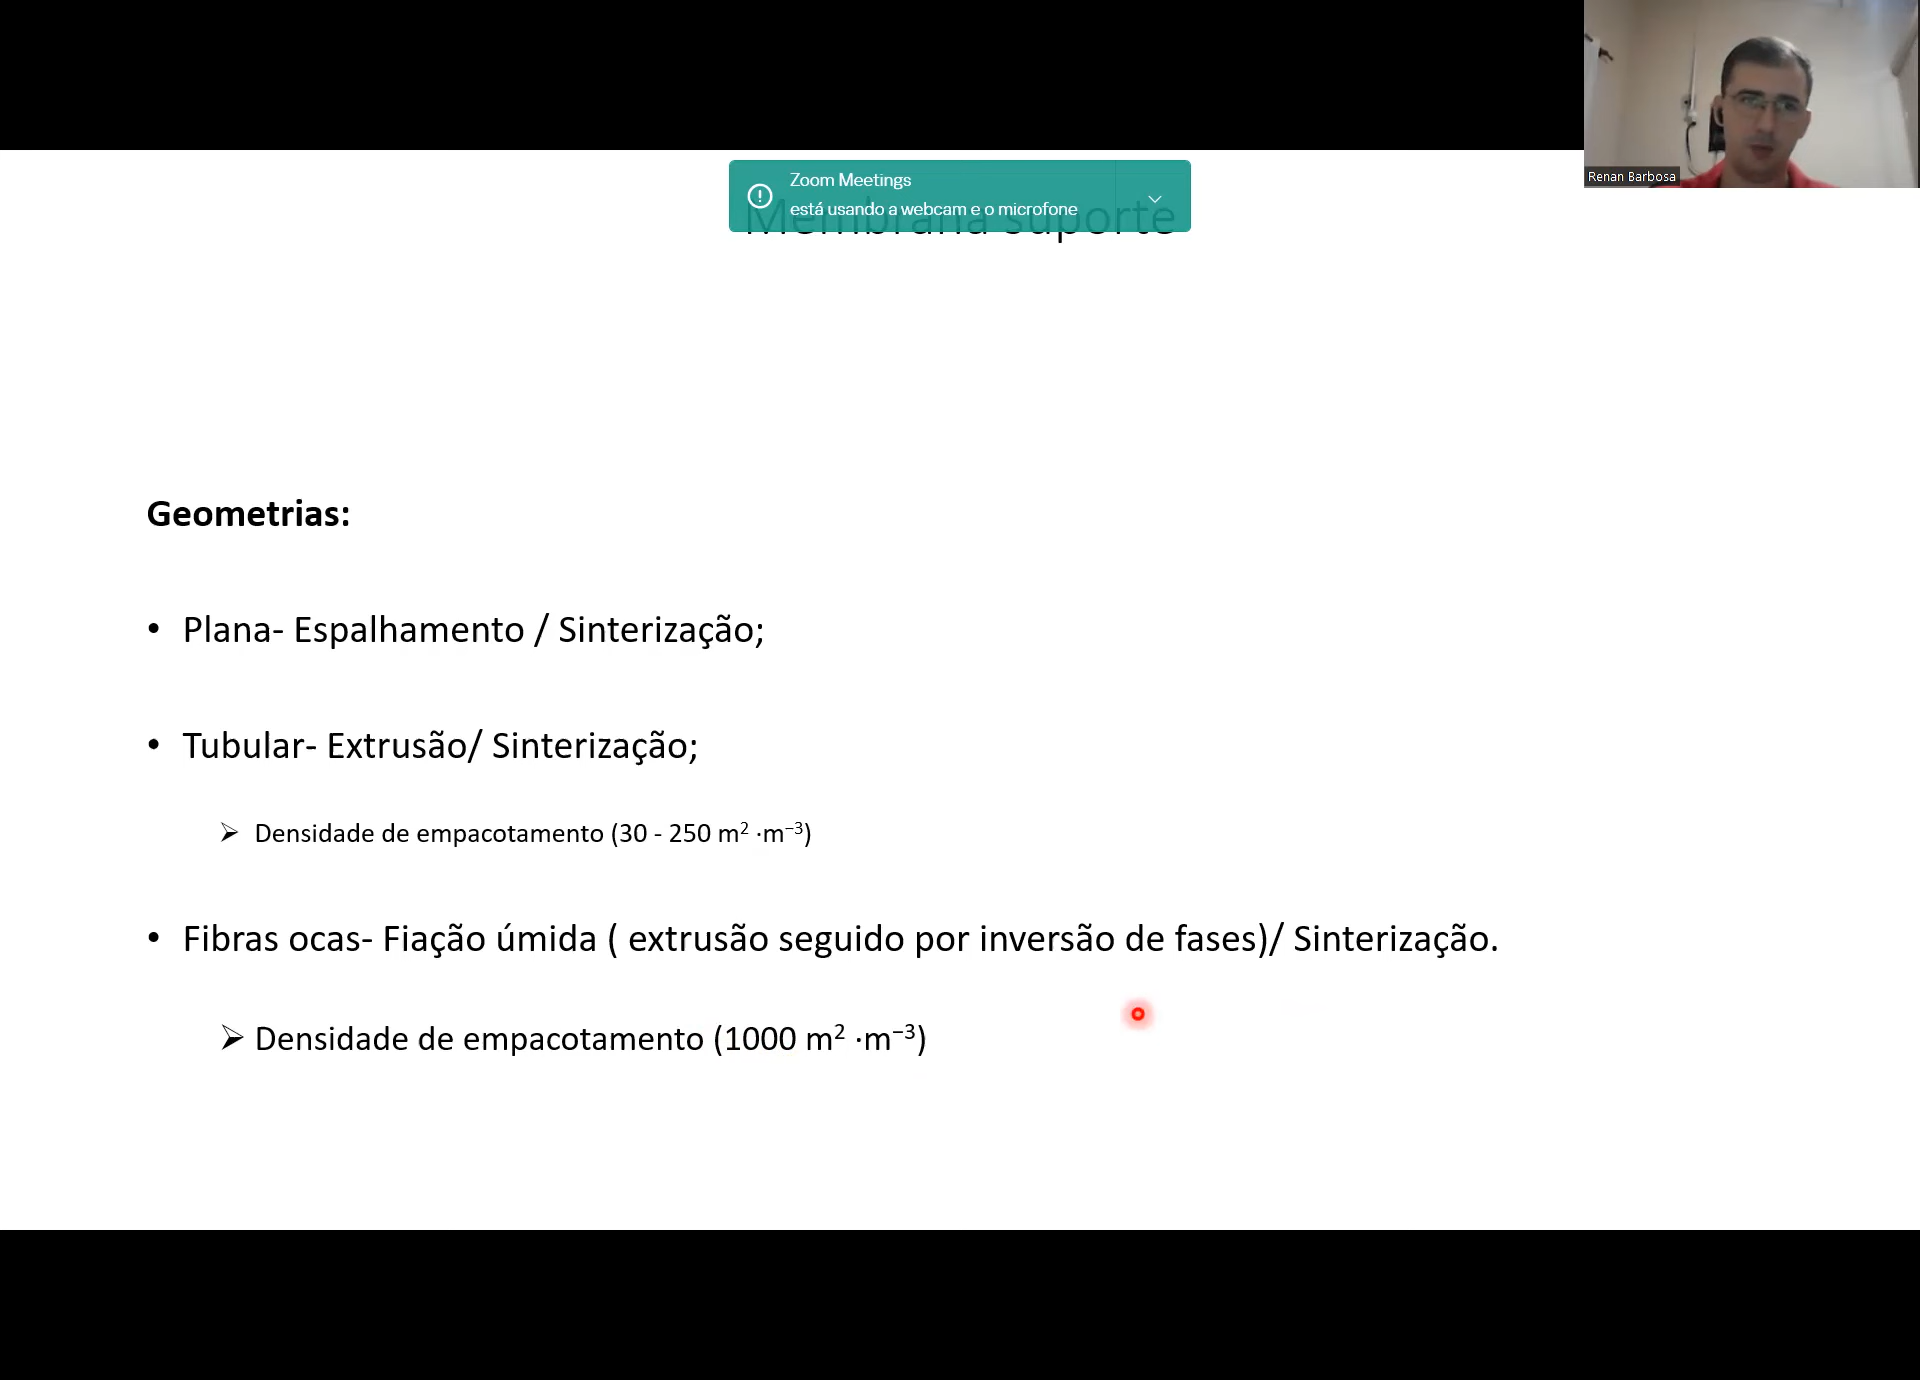 Renan Barbosa
Zoom Meetings
está usando a webcam e o microfone
Membrana suporte
Geometrias:
• Plana- Espalhamento / Sinterização;
• Tubular- Extrusão/ Sinterização;
➢ Densidade de empacotamento (30 - 250 m² ·m⁻³)
• Fibras ocas- Fiação úmida ( extrusão seguido por inversão de fases)/ Sinterização.
➢ Densidade de empacotamento (1000 m² ·m⁻³)